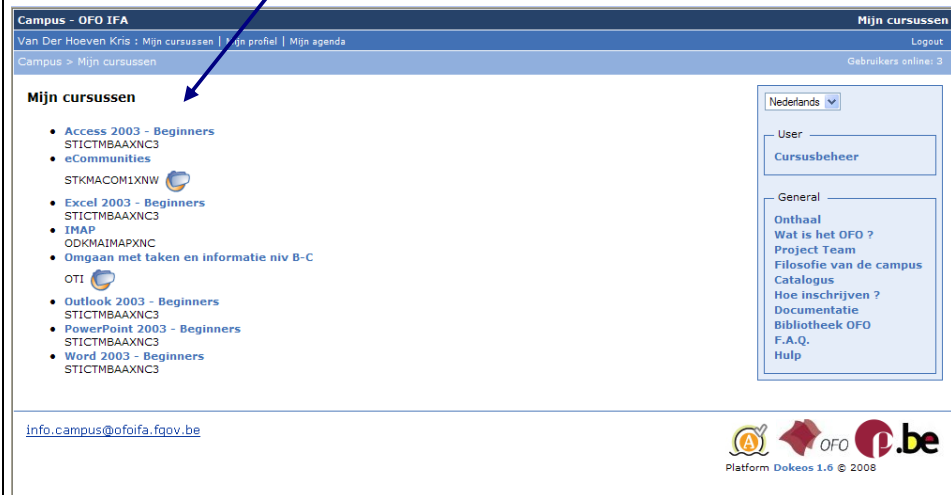 Campus - OFO IFA
Mijn cursussen
Van Der Hoeven Kris : Mijn cursussen | Mijn profiel | Mijn agenda
Logout
Campus > Mijn cursussen
Gebruikers online: 3
Mijn cursussen
Access 2003 - Beginners
STICTMBAAXNC3
eCommunities
STKMACOM1XNW
Excel 2003 - Beginners
STICTMBAAXNC3
IMAP
ODKMAIMAPXNC
Omgaan met taken en informatie niv B-C
OTI
Outlook 2003 - Beginners
STICTMBAAXNC3
PowerPoint 2003 - Beginners
STICTMBAAXNC3
Word 2003 - Beginners
STICTMBAAXNC3
Nederlands
User
Cursusbeheer
General
Onthaal
Wat is het OFO ?
Project Team
Filosofie van de campus
Catalogus
Hoe inschrijven ?
Documentatie
Bibliotheek OFO
F.A.Q.
Hulp
info.campus@ofoifa.fgov.be
A
OFO
p.be
Platform Dokeos 1.6 © 2008